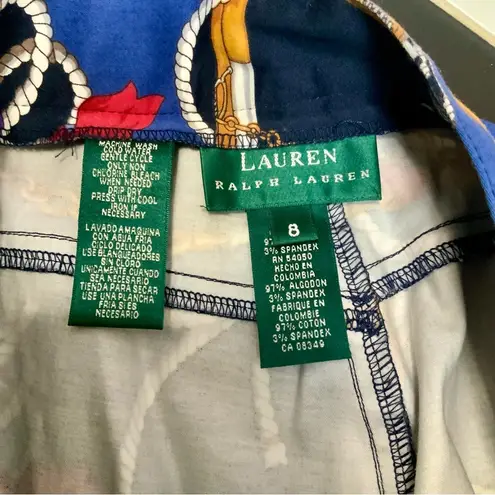 MACHINE WASH
COLD WATER
GENTLE CYCLE
ONLY NON
CHLORINE BLEACH
WHEN NEEDED
DRIP DRY
PRESS WITH COOL
IRON IF
NECESSARY
LAVADO A MAQUINA
CON AGUA FRIA
CICLO DELICADO
USE BLANQUEADORES
SIN CLORO
UNICAMENTE CUANDO
SEA NECESARIO
TIENDA PARA SECAR
USE UNA PLANCHA
FRIA SI ES
NECESARIO
LAUREN
RALPH LAUREN
8
3% SPANDEX
RN 54050
HECHO EN
COLOMBIA
97% ALGODON
3% SPANDEX
FABRIQUE EN
COLOMBIE
97% COTON
3% SPANDEX
CA 08349